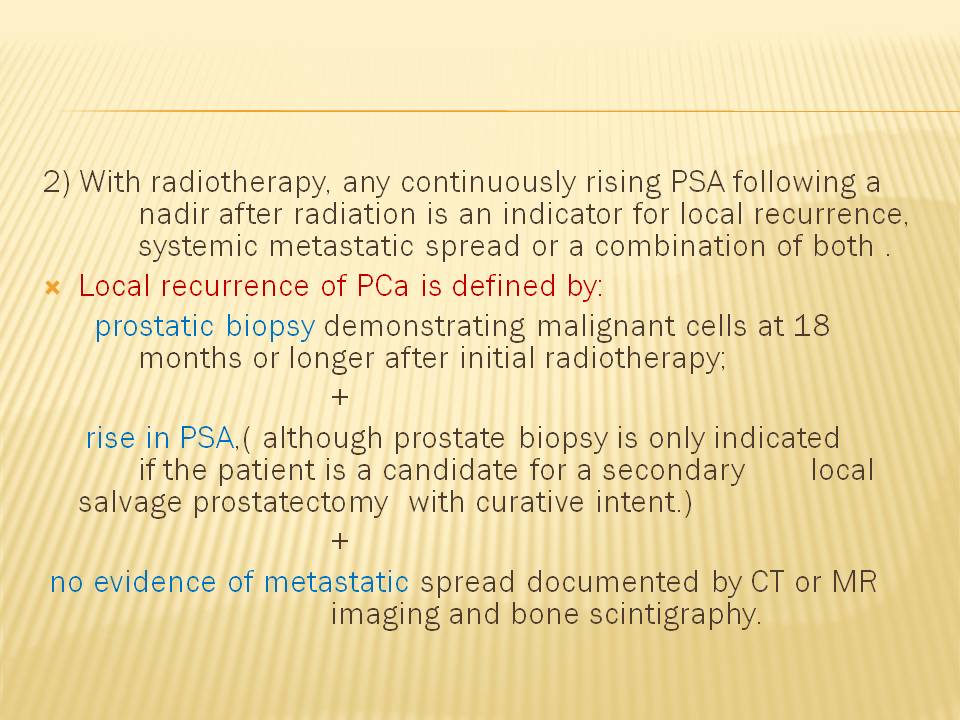 2) With radiotherapy, any continuously rising PSA following a
nadir after radiation is an indicator for local recurrence,
systemic metastatic spread or a combination of both .
Local recurrence of PCa is defined by:
prostatic biopsy demonstrating malignant cells at 18
months or longer after initial radiotherapy;
+
rise in PSA,( although prostate biopsy is only indicated
if the patient is a candidate for a secondary local
salvage prostatectomy with curative intent.)
+
no evidence of metastatic spread documented by CT or MR
imaging and bone scintigraphy.